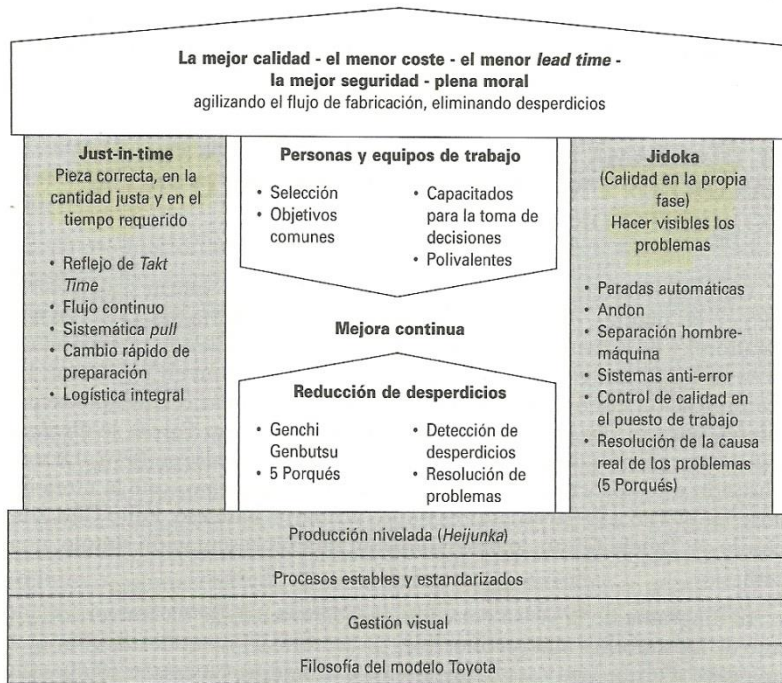 La mejor calidad - el menor coste - el menor lead time -
la mejor seguridad - plena moral
agilizando el flujo de fabricación, eliminando desperdicios
Just-in-time
Pieza correcta, en la
cantidad justa y en el
tiempo requerido
• Reflejo de Takt
Time
• Flujo continuo
• Sistemática pull
• Cambio rápido de
preparación
• Logística integral
Personas y equipos de trabajo
• Selección
• Objetivos
comunes
• Capacitados
para la toma de
decisiones
• Polivalentes
Mejora continua
Reducción de desperdicios
• Genchi
Genbutsu
• 5 Porqués
• Detección de
desperdicios
• Resolución de
problemas
Jidoka
(Calidad en la propia
fase)
Hacer visibles los
problemas
• Paradas automáticas
• Andon
• Separación hombre-
máquina
• Sistemas anti-error
• Control de calidad en
el puesto de trabajo
• Resolución de la causa
real de los problemas
(5 Porqués)
Producción nivelada (Heijunka)
Procesos estables y estandarizados
Gestión visual
Filosofía del modelo Toyota